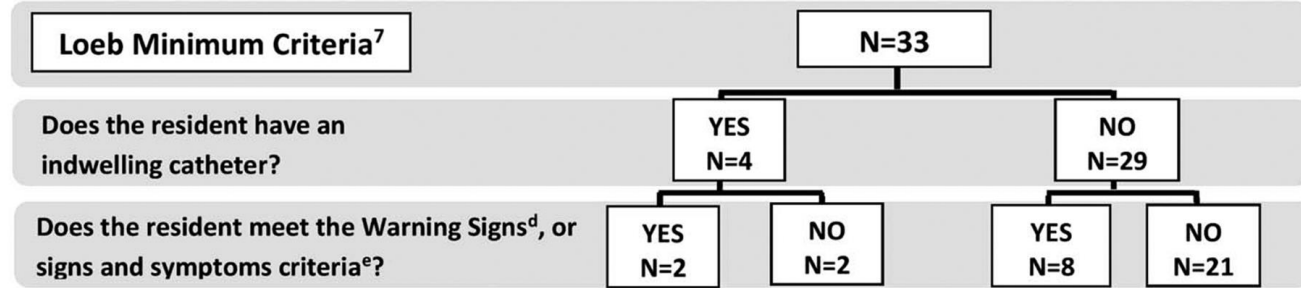 Loeb Minimum Criteria⁷
N=33
Does the resident have an
indwelling catheter?
YES
N=4
NO
N=29
Does the resident meet the Warning Signsᵈ, or
signs and symptoms criteriaᵉ?
YES
N=2
NO
N=2
YES
N=8
NO
N=21